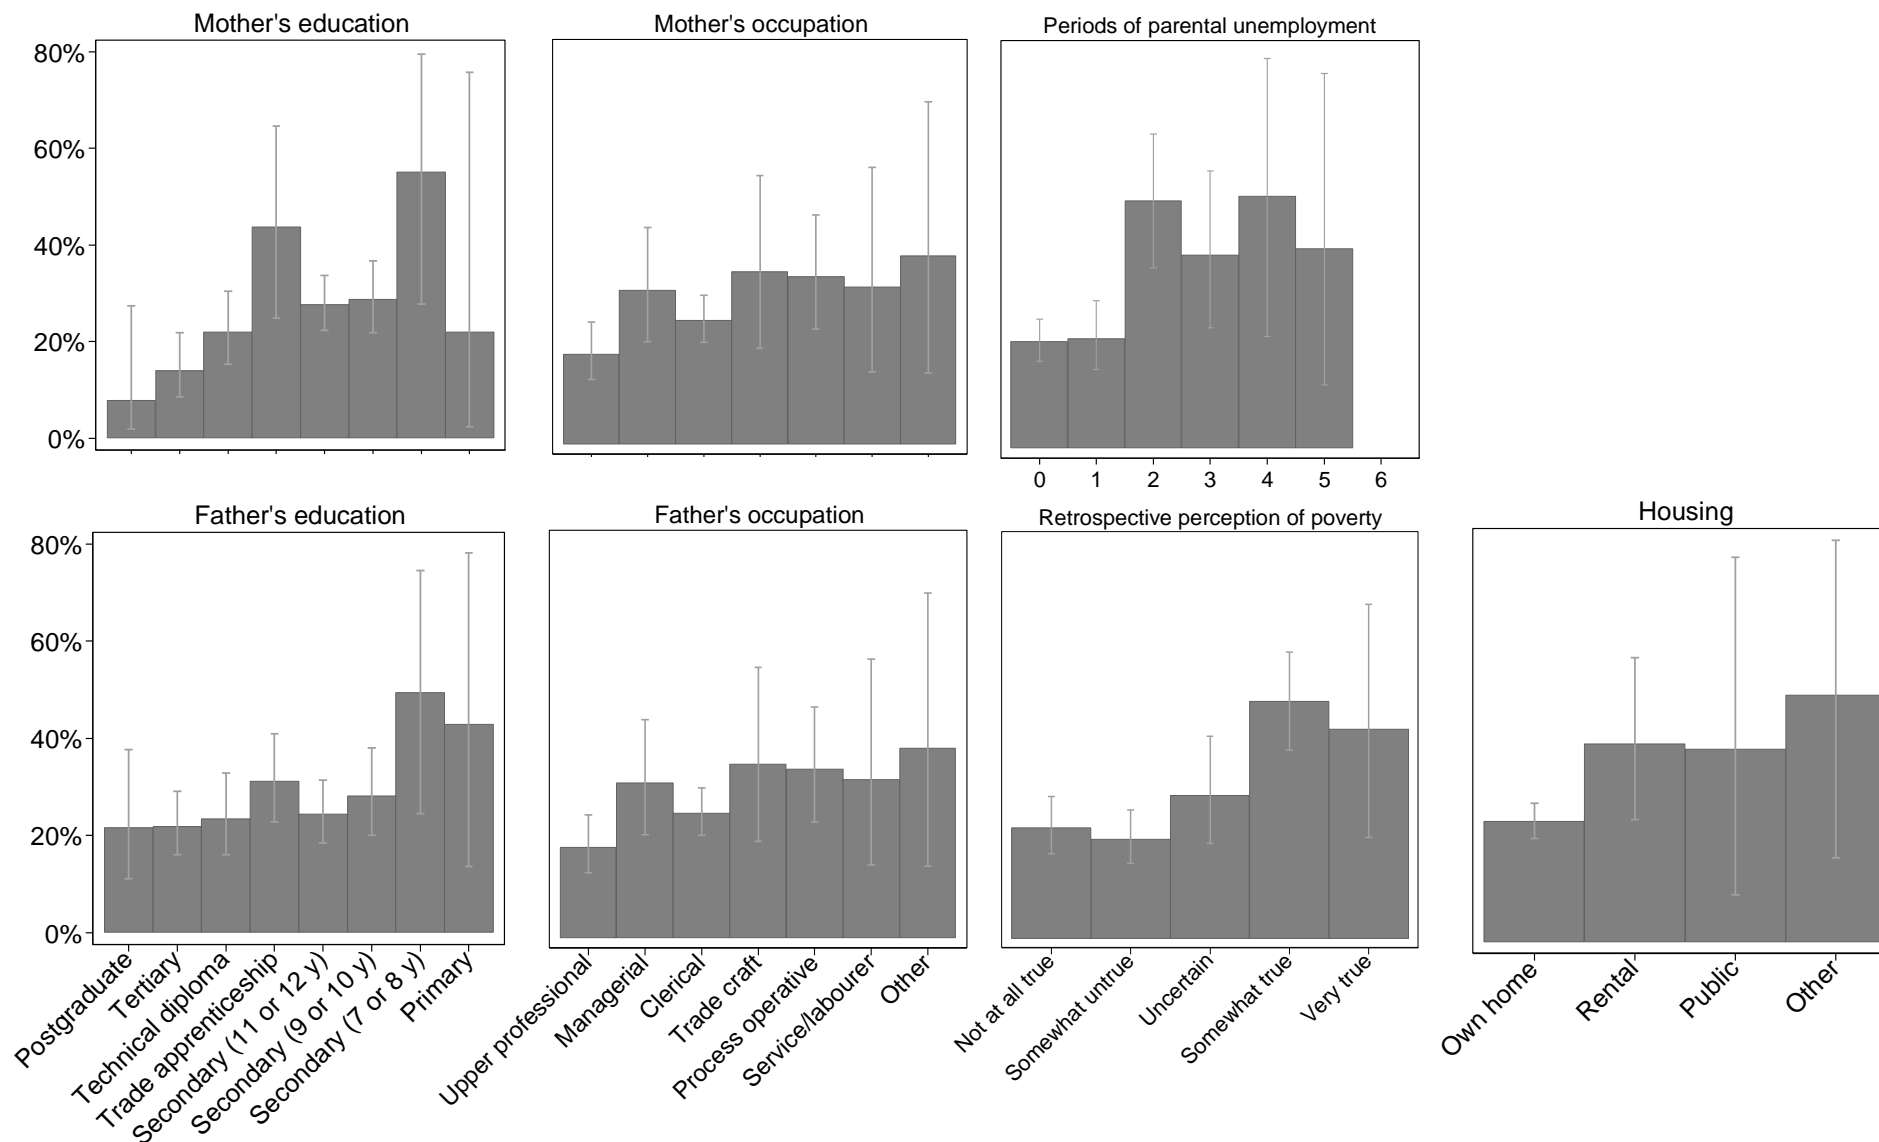 Mother's education
Mother's occupation
Periods of parental unemployment
80%
60%
40%
20%
0%
0 1 2 3 4 5 6
Father's education
Father's occupation
Retrospective perception of poverty
Housing
80%
60%
40%
20%
0%
Postgraduate
Tertiary
Technical diploma
Trade apprenticeship
Secondary (11 or 12 y)
Secondary (9 or 10 y)
Secondary (7 or 8 y)
Primary
Upper professional
Managerial
Clerical
Trade craft
Process operative
Service/labourer
Other
Not at all true
Somewhat untrue
Uncertain
Somewhat true
Very true
Own home
Rental
Public
Other